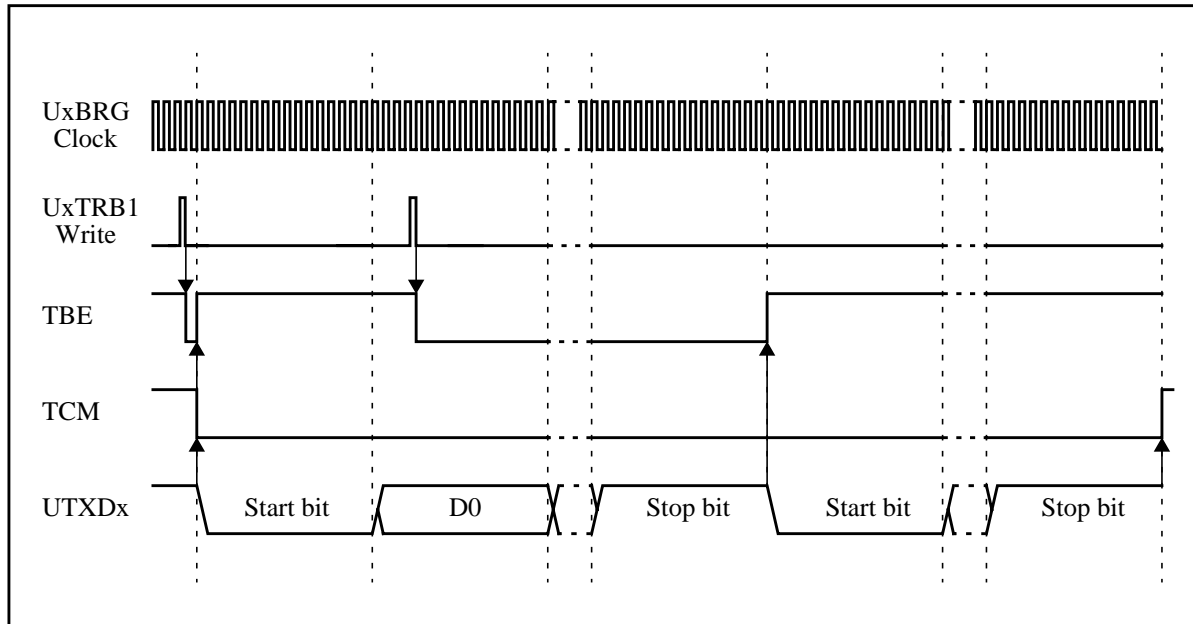 UxBRG
Clock
UxTRB1
Write
TBE
TCM
UTXDx
Start bit
D0
Stop bit
Start bit
Stop bit